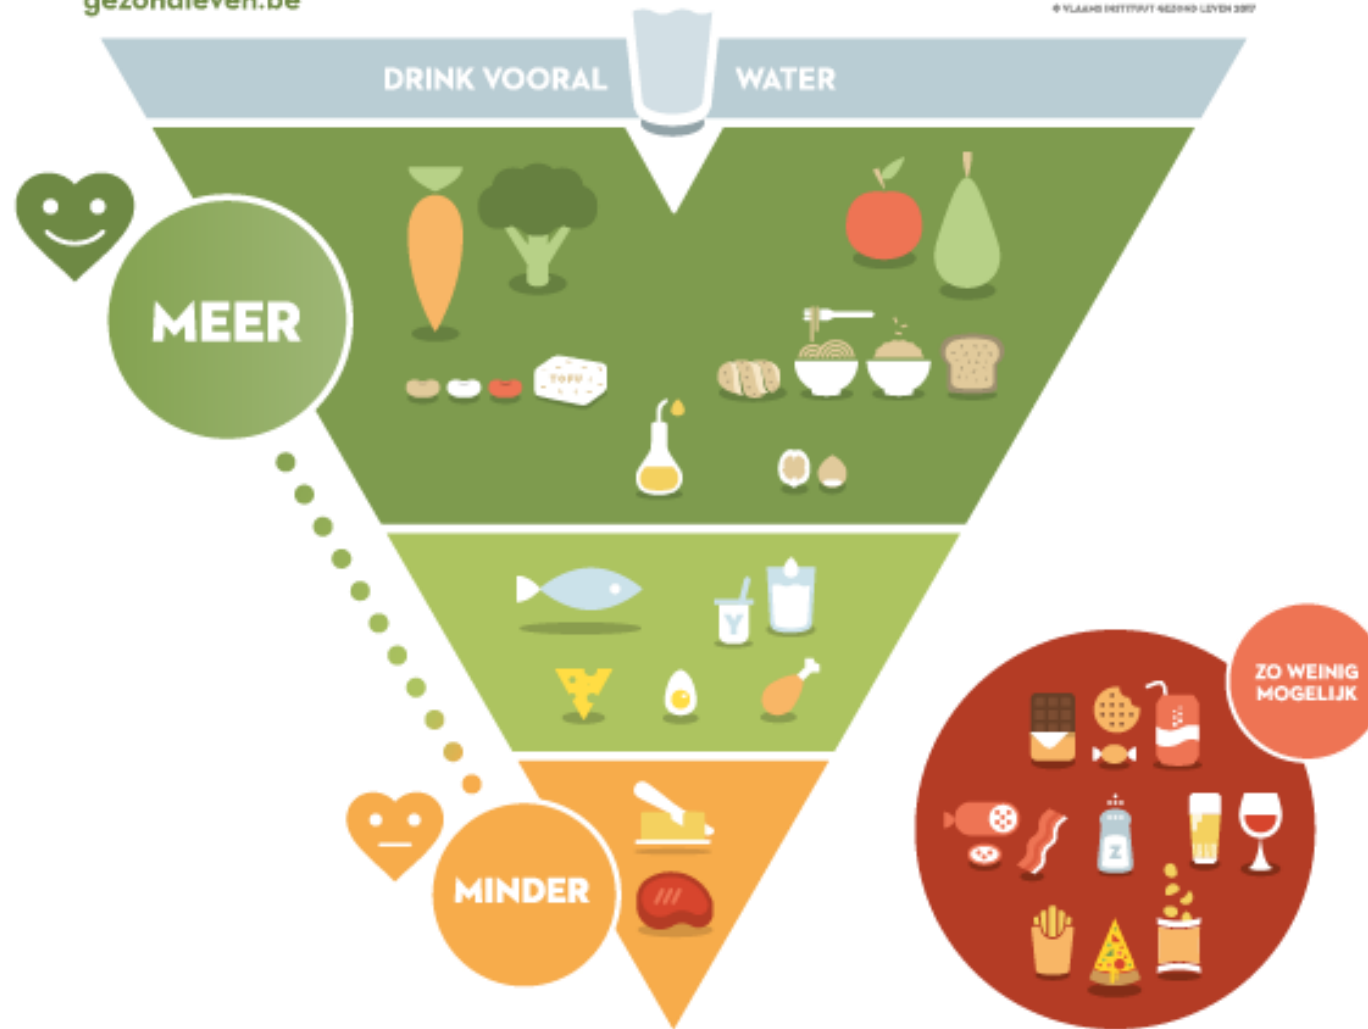 gezondleven.be
© VLAAMS INSTITUUT GEZOND LEVEN 2017
DRINK VOORAL WATER
MEER
TOFU
Y
ZO WEINIG
MOGELIJK
Z
MINDER